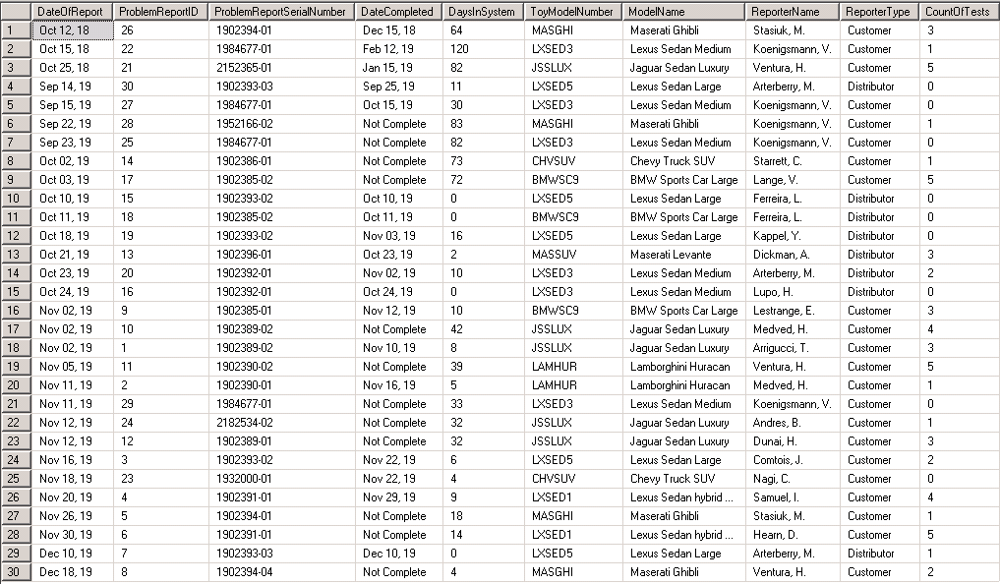 DateOfReport ProblemReportID ProblemReportSerialNumber DateCompleted DaysInSystem ToyModelNumber ModelName ReporterName ReporterType CountOfTests
1 Oct 12, 18 26 1902394-01 Dec 15, 18 64 MASGHI Maserati Ghibli Stasiuk, M. Customer 3
2 Oct 15, 18 22 1984677-01 Feb 12, 19 120 LXSED3 Lexus Sedan Medium Koenigsmann, V. Customer 1
3 Oct 25, 18 21 2152365-01 Jan 15, 19 82 JSSLUX Jaguar Sedan Luxury Ventura, H. Customer 5
4 Sep 14, 19 30 1902393-03 Sep 25, 19 11 LXSED5 Lexus Sedan Large Arterberry, M. Distributor 0
5 Sep 15, 19 27 1984677-01 Oct 15, 19 30 LXSED3 Lexus Sedan Medium Koenigsmann, V. Customer 0
6 Sep 22, 19 28 1952166-02 Not Complete 83 MASGHI Maserati Ghibli Koenigsmann, V. Customer 1
7 Sep 23, 19 25 1984677-01 Not Complete 82 LXSED3 Lexus Sedan Medium Koenigsmann, V. Customer 0
8 Oct 02, 19 14 1902386-01 Not Complete 73 CHVSUV Chevy Truck SUV Starrett, C. Customer 1
9 Oct 03, 19 17 1902385-02 Not Complete 72 BMWSC9 BMW Sports Car Large Lange, V. Customer 5
10 Oct 10, 19 15 1902393-02 Oct 10, 19 0 LXSED5 Lexus Sedan Large Ferreira, L. Distributor 0
11 Oct 11, 19 18 1902385-02 Oct 11, 19 0 BMWSC9 BMW Sports Car Large Ferreira, L. Distributor 0
12 Oct 18, 19 19 1902393-02 Nov 03, 19 16 LXSED5 Lexus Sedan Large Kappel, Y. Distributor 0
13 Oct 21, 19 13 1902396-01 Oct 23, 19 2 MASSUV Maserati Levante Dickman, A. Distributor 3
14 Oct 23, 19 20 1902392-01 Nov 02, 19 10 LXSED3 Lexus Sedan Medium Arterberry, M. Distributor 2
15 Oct 24, 19 16 1902392-01 Oct 24, 19 0 LXSED3 Lexus Sedan Medium Lupo, H. Distributor 0
16 Nov 02, 19 9 1902385-01 Nov 12, 19 10 BMWSC9 BMW Sports Car Large Lestrange, E. Customer 3
17 Nov 02, 19 10 1902389-02 Not Complete 42 JSSLUX Jaguar Sedan Luxury Medved, H. Customer 4
18 Nov 02, 19 1 1902389-02 Nov 10, 19 8 JSSLUX Jaguar Sedan Luxury Arrigucci, T. Customer 3
19 Nov 05, 19 11 1902390-02 Not Complete 39 LAMHUR Lamborghini Huracan Ventura, H. Customer 5
20 Nov 11, 19 2 1902390-01 Nov 16, 19 5 LAMHUR Lamborghini Huracan Medved, H. Customer 1
21 Nov 11, 19 29 1984677-01 Not Complete 33 LXSED3 Lexus Sedan Medium Koenigsmann, V. Customer 0
22 Nov 12, 19 24 2182534-02 Not Complete 32 JSSLUX Jaguar Sedan Luxury Andres, B. Customer 1
23 Nov 12, 19 12 1902389-01 Not Complete 32 JSSLUX Jaguar Sedan Luxury Dunai, H. Customer 3
24 Nov 16, 19 3 1902393-02 Nov 22, 19 6 LXSED5 Lexus Sedan Large Comtois, J. Customer 2
25 Nov 18, 19 23 1932000-01 Nov 22, 19 4 CHVSUV Chevy Truck SUV Nagi, C. Customer 0
26 Nov 20, 19 4 1902391-01 Nov 29, 19 9 LXSED1 Lexus Sedan hybrid ... Samuel, I. Customer 4
27 Nov 26, 19 5 1902394-01 Not Complete 18 MASGHI Maserati Ghibli Stasiuk, M. Customer 1
28 Nov 30, 19 6 1902391-01 Not Complete 14 LXSED1 Lexus Sedan hybrid ... Hearn, D. Customer 5
29 Dec 10, 19 7 1902393-03 Dec 10, 19 0 LXSED5 Lexus Sedan Large Arterberry, M. Distributor 1
30 Dec 18, 19 8 1902394-04 Not Complete 4 MASGHI Maserati Ghibli Ventura, H. Customer 2